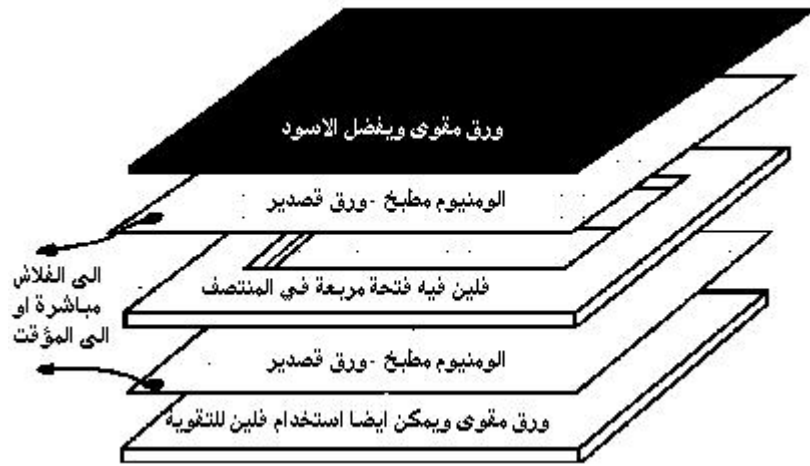 ورق مقوى ويفضل الاسود
الومنيوم مطبخ -ورق قصدير
الى الفلاش
مباشرة او
الى المؤقت
فلين فيه فتحة مربعة في المنتصف
الومنيوم مطبخ -ورق قصدير
ورق مقوى ويمكن ايضا استخدام فلين للتقوية